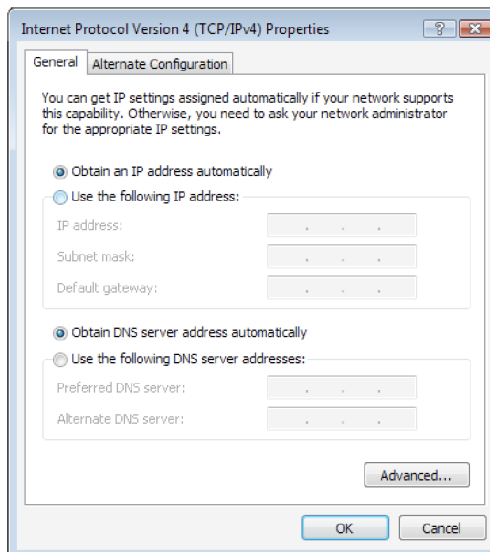 Internet Protocol Version 4 (TCP/IPv4) Properties
General
Alternate Configuration
You can get IP settings assigned automatically if your network supports
this capability. Otherwise, you need to ask your network administrator
for the appropriate IP settings.
Obtain an IP address automatically
Use the following IP address:
IP address:
Subnet mask:
Default gateway:
Obtain DNS server address automatically
Use the following DNS server addresses:
Preferred DNS server:
Alternate DNS server:
Advanced...
OK
Cancel